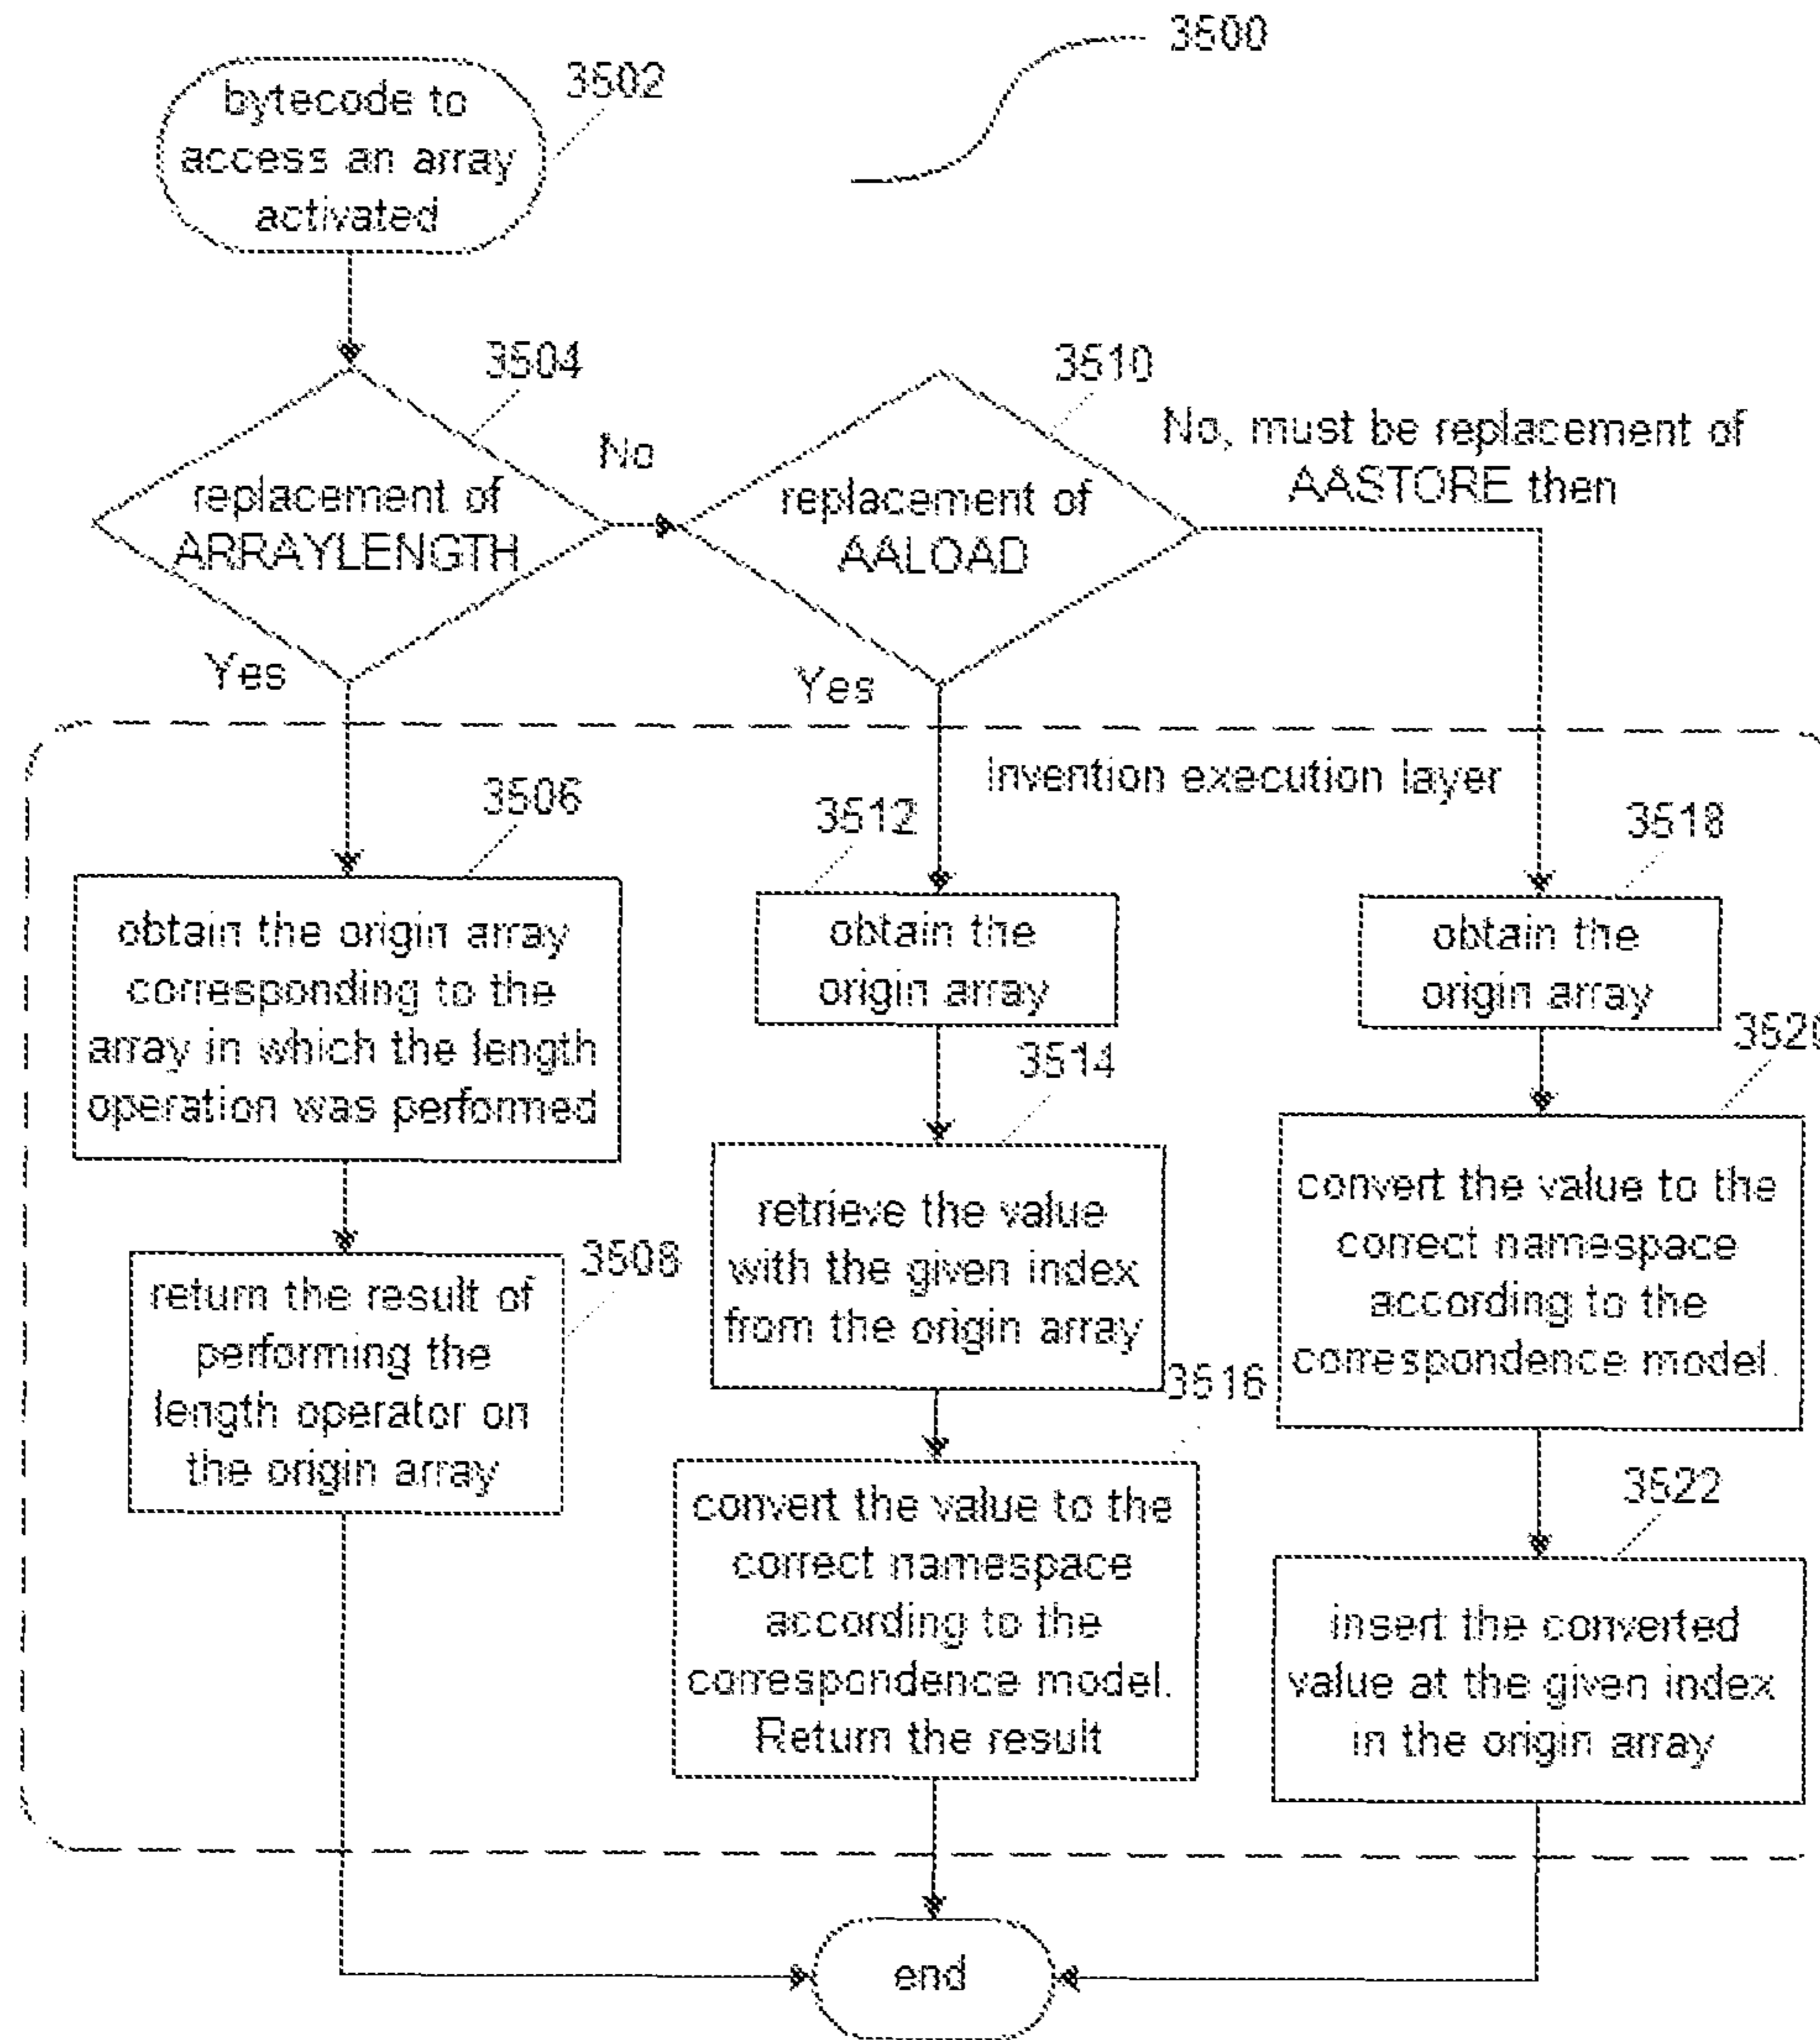 3500
3502
bytecode to
access an array
activated
3504
replacement of
ARRAYLENGTH
No
3510
replacement of
AALOAD
No, must be replacement of
AASTORE then
Yes
Yes
Invention execution layer
3506
obtain the origin array
corresponding to the
array in which the length
operation was performed
3508
return the result of
performing the
length operator on
the origin array
3512
obtain the
origin array
3514
retrieve the value
with the given index
from the origin array
3516
convert the value to the
correct namespace
according to the
correspondence model.
Return the result
3518
obtain the
origin array
3520
convert the value to the
correct namespace
according to the
correspondence model.
3522
insert the converted
value at the given index
in the origin array
end